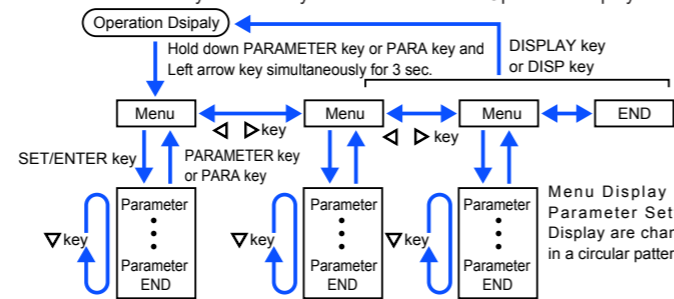 Operation Dsipaly
Hold down PARAMETER key or PARA key and
Left arrow key simultaneously for 3 sec.
DISPLAY key
or DISP key
Menu
Menu
Menu
END
key
key
SET/ENTER key
PARAMETER key
or PARA key
Parameter
Parameter
END
key
Parameter
Parameter
END
key
Parameter
Parameter
END
key
Menu Display
Parameter Set
Display are char
in a circular patter